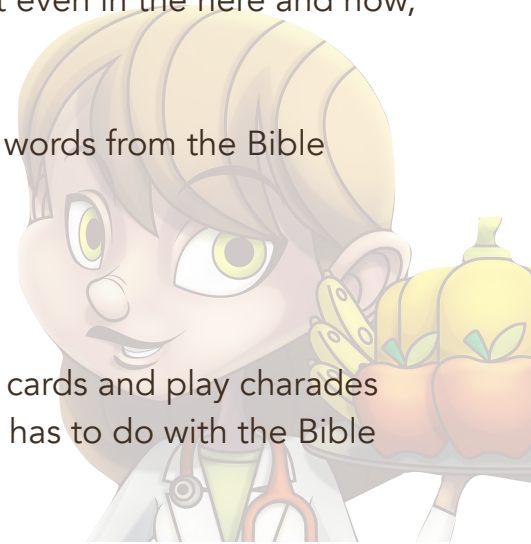 even in the here and now,
words from the Bible
cards and play charades
has to do with the Bible